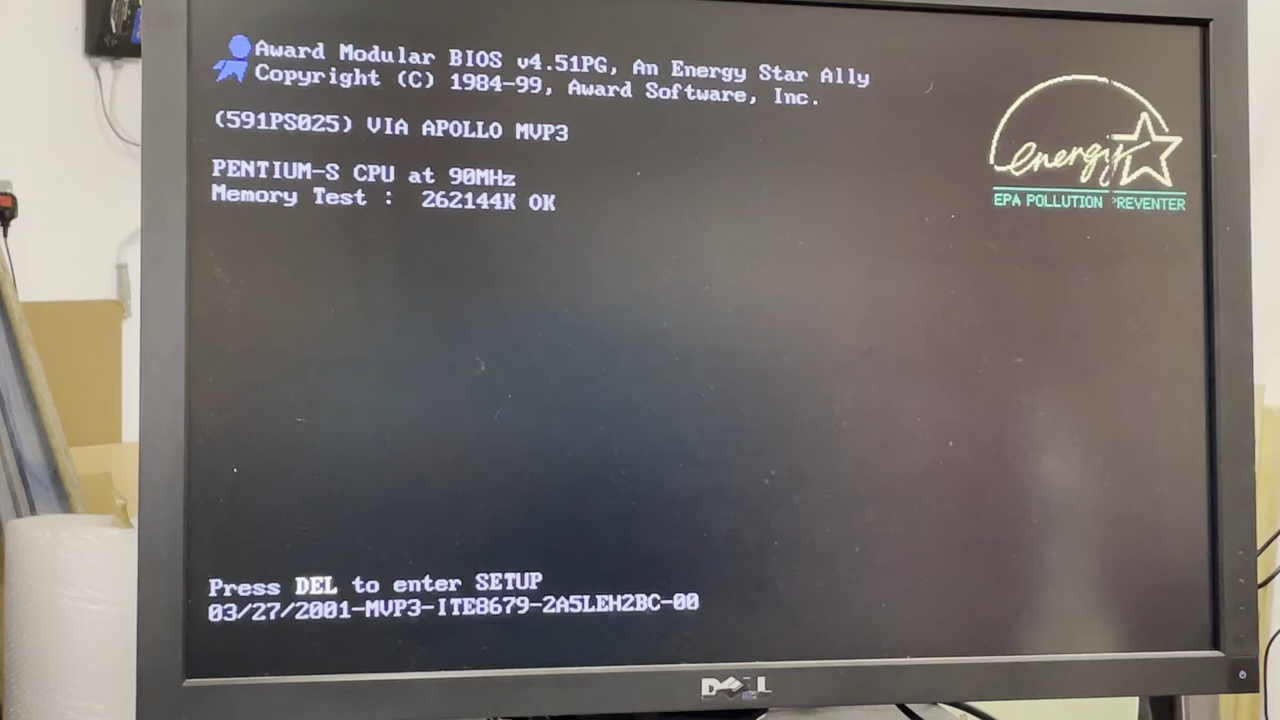 Award Modular BIOS v4.51PG, An Energy Star Ally
Copyright (C) 1984-99, Award Software, Inc.
(591PS025) VIA APOLLO MVP3
PENTIUM-S CPU at 90MHz
Memory Test : 262144K OK
energy
EPA POLLUTION PREVENTER
Press DEL to enter SETUP
03/27/2001-MVP3-ITE8679-2A5LEH2BC-00
DELL